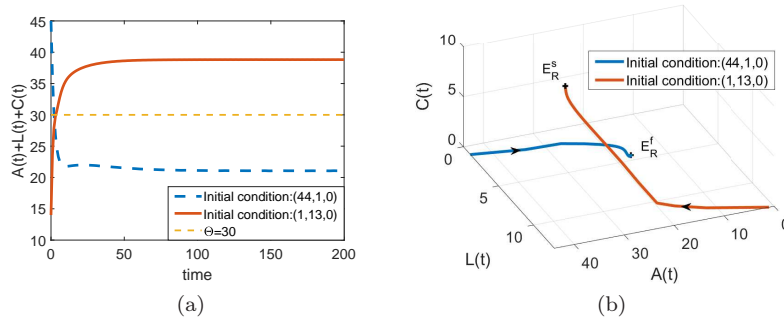 45
40
35
30
25
20
15
10
A(t)+L(t)+C(t)
0
50
100
150
200
time
Initial condition:(44,1,0)
Initial condition:(1,13,0)
Θ=30
(a)
10
5
0
C(t)
0
5
10
L(t)
40
30
20
10
0
A(t)
E_R^s
E_R^f
Initial condition:(44,1,0)
Initial condition:(1,13,0)
(b)